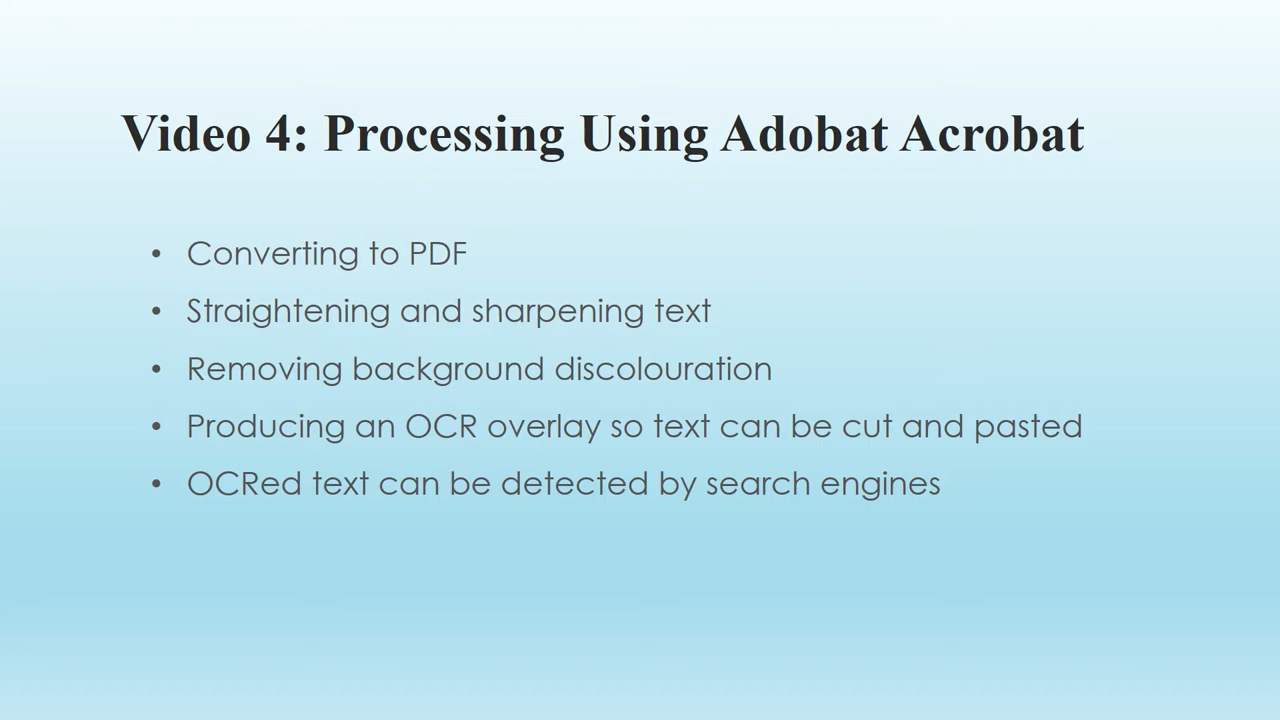 Video 4: Processing Using Adobat Acrobat
• Converting to PDF
• Straightening and sharpening text
• Removing background discolouration
• Producing an OCR overlay so text can be cut and pasted
• OCRed text can be detected by search engines